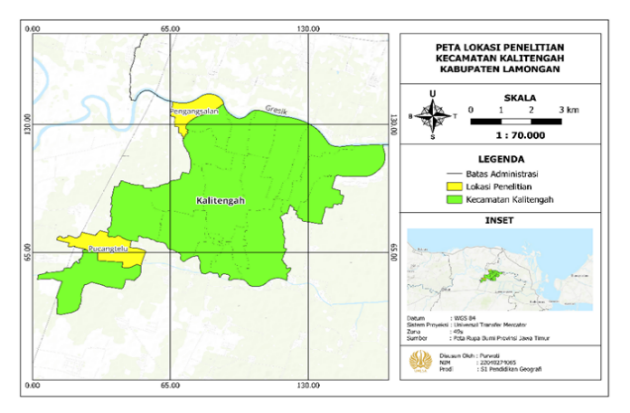 0.00 65.00 130.00
PETA LOKASI PENELITIAN
KECAMATAN KALITENGAH
KABUPATEN LAMONGAN
U
B T
S
SKALA
0 1 2 3 km
1 : 70.000
LEGENDA
Batas Administrasi
Lokasi Penelitian
Kecamatan Kalitengah
INSET
Datum : WGS 84
Sistem Proyeksi : Universal Transfer Mercator
Zona : 49s
Sumber : Peta Rupa Bumi Provinsi Jawa Timur
Disusun Oleh : Purwati
NIM
Prodi : S1 Pendidikan Geografi
Pengangsalan
Gresik
130.00 130.00
Kalitengah
Pucangtelu
65.00 65.00
0.00 65.00 130.00